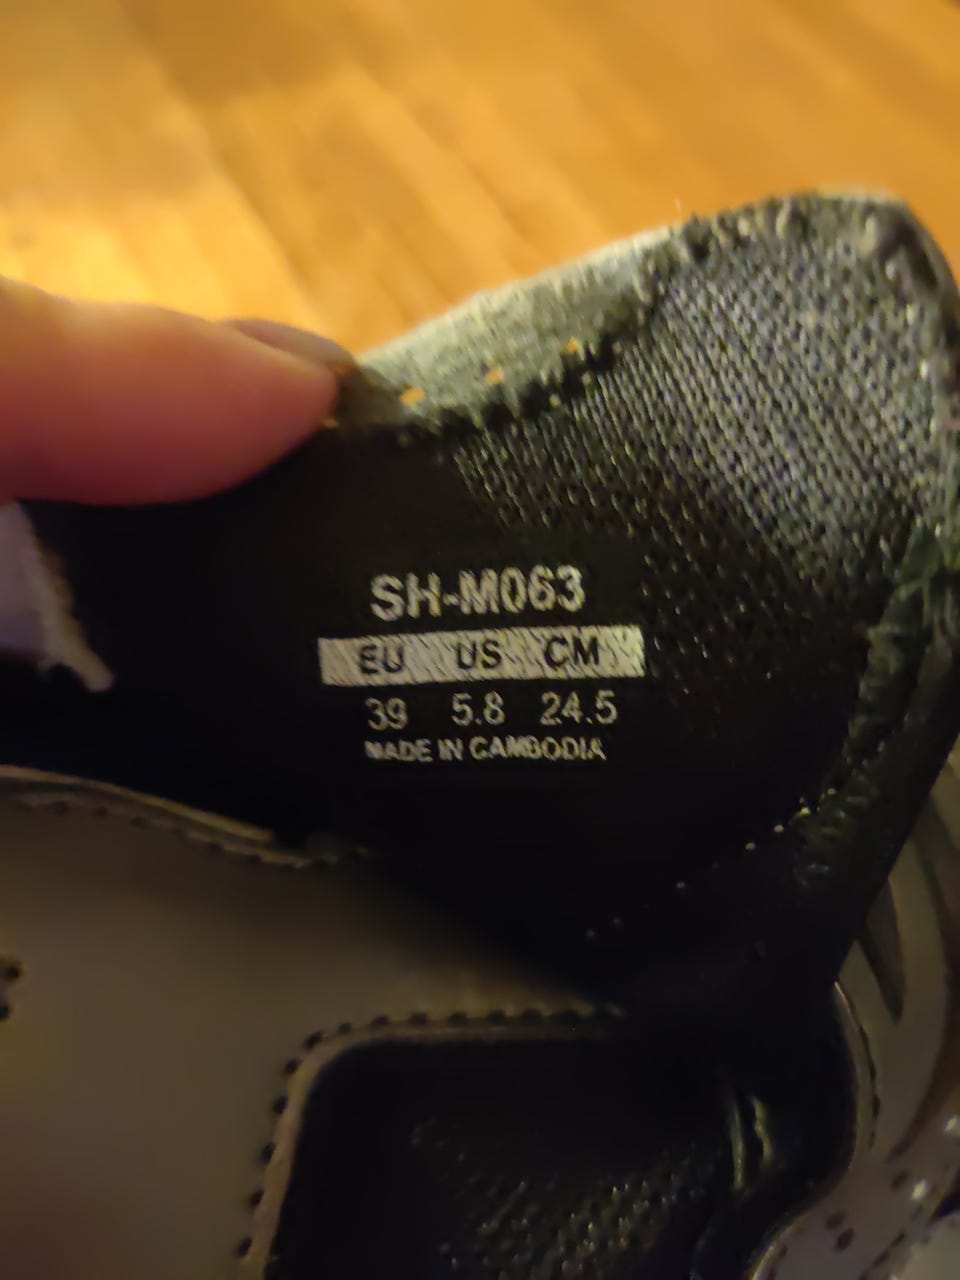 SH-M063
EU US CM
39 5.8 24.5
MADE IN CAMBODIA